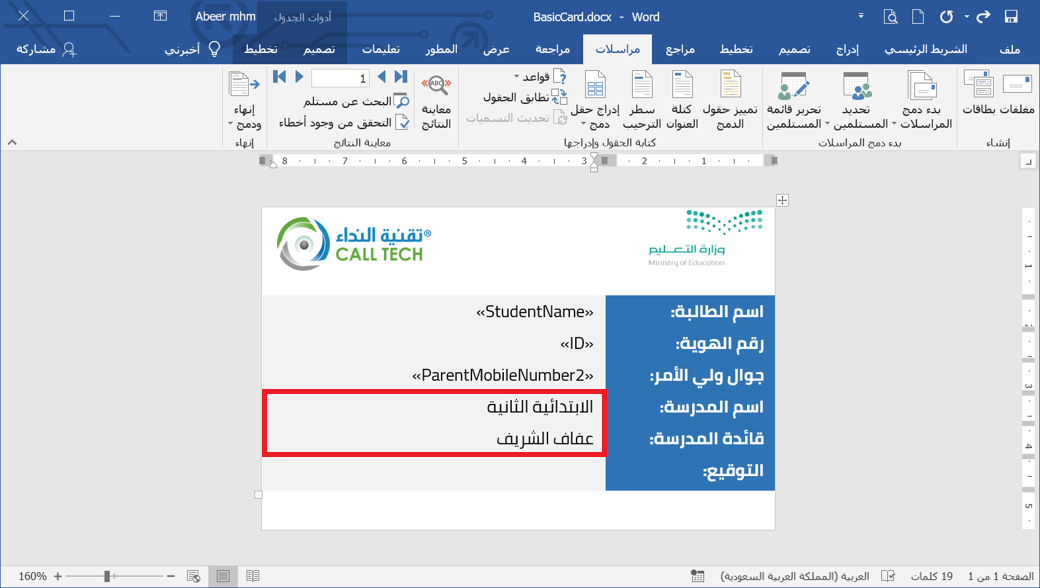 Abeer mhm
أدوات الجدول
BasicCard.docx - Word
ملف
الشريط الرئيسي
إدراج
تصميم
تخطيط
مراجع
مراسلات
مراجعة
عرض
تعليمات
المطور
تصميم
تخطيط
أخبرني
مشاركة
مغلفات
بطاقات
إنشاء
بدء دمج المراسلات
تحديد المستلمين
تحرير قائمة المستلمين
بدء دمج المراسلات
تمييز حقول الدمج
كتلة العنوان
سطر الترحيب
إدراج حقل دمج
قواعد
تطابق الحقول
تحديث التسميات
كتابة الحقول وإدراجها
معاينة النتائج
1
البحث عن مستلم
التحقق من وجود أخطاء
معاينة النتائج
إنهاء ودمج
إنهاء
8 7 6 5 4 3 2 1
وزارة التعليم
Ministry of Education
تقنية النداء®
CALL TECH
اسم الطالبة: «StudentName»
رقم الهوية: «ID»
جوال ولي الأمر: «ParentMobileNumber2»
اسم المدرسة: الابتدائية الثانية
قائدة المدرسة: عفاف الشريف
التوقيع:
1
2
3
4
5
الصفحة 1 من 1
19 كلمات
العربية (المملكة العربية السعودية)
160%